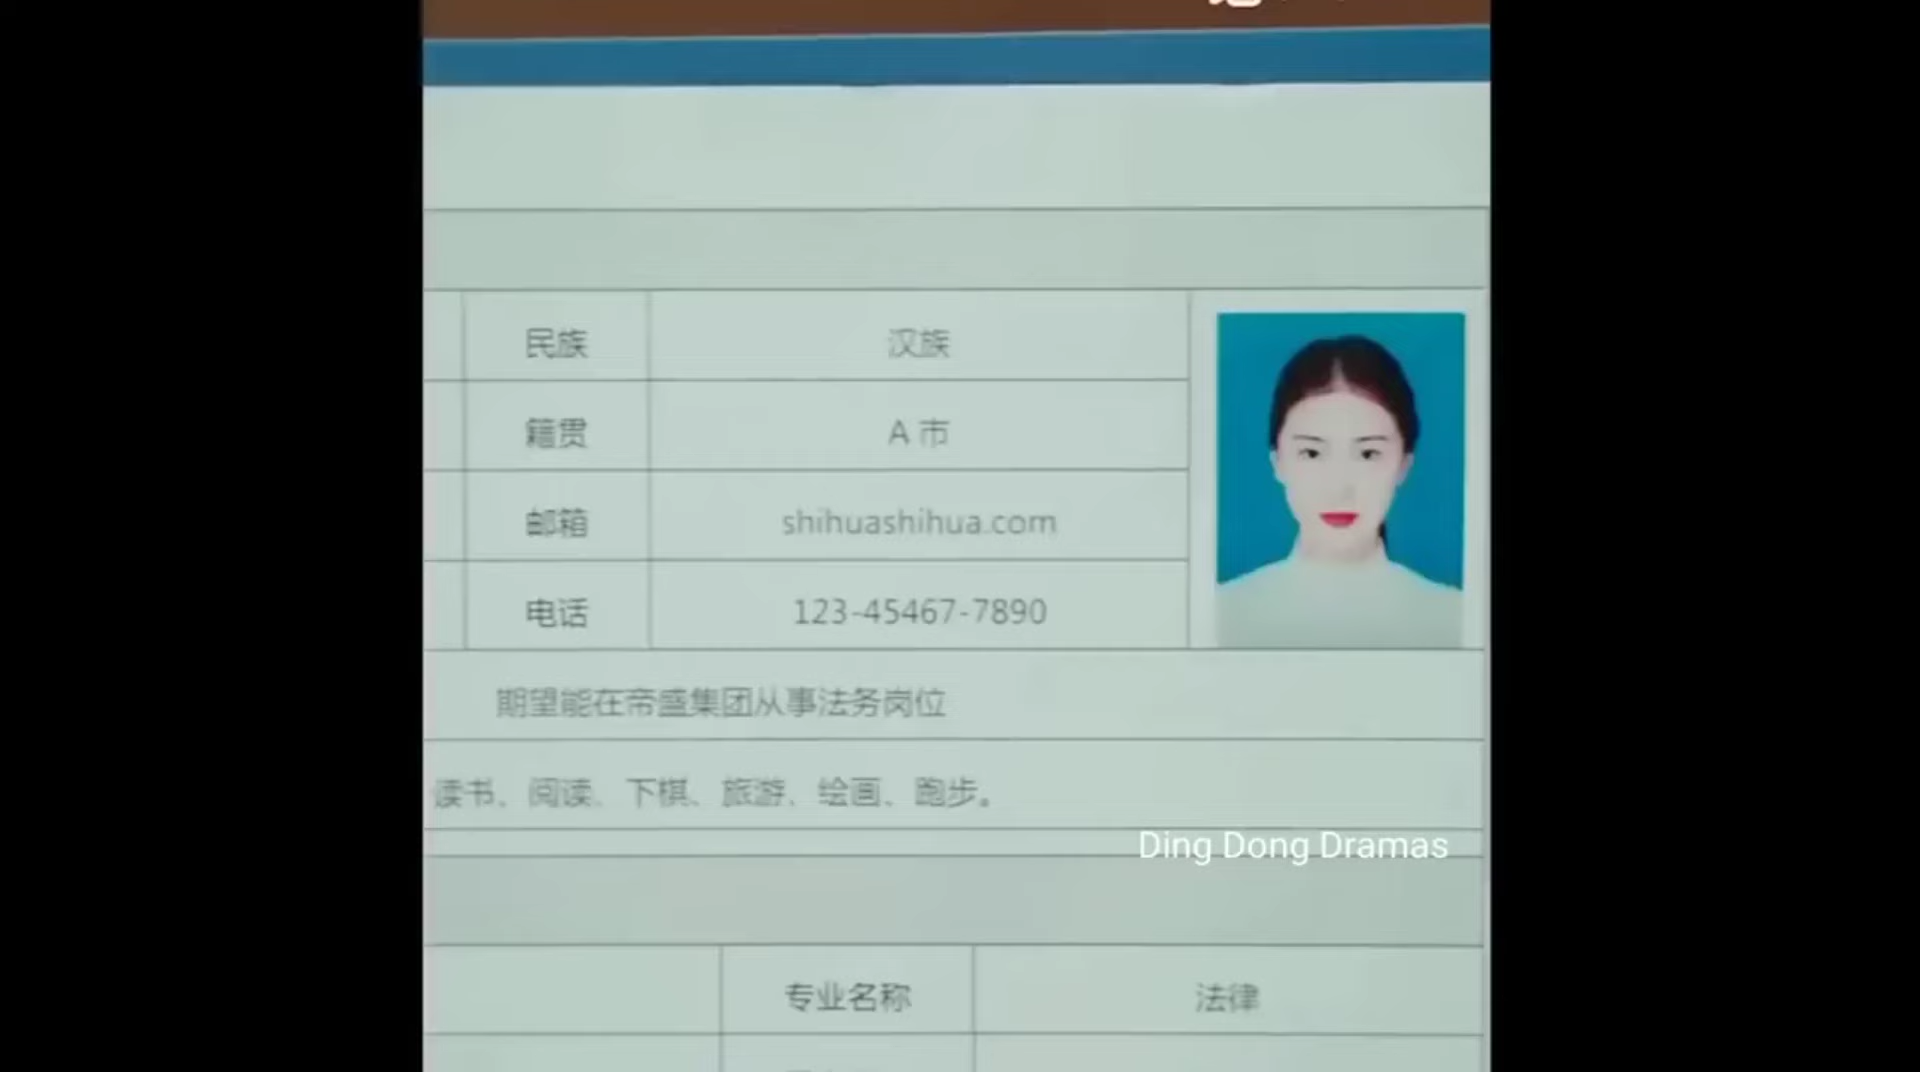 民族 汉族
籍贯 A 市
邮箱 shihuashihua.com
电话 123-45467-7890
期望能在帝盛集团从事法务岗位
读书、阅读、下棋、旅游、绘画、跑步。
Ding Dong Dramas
专业名称 法律